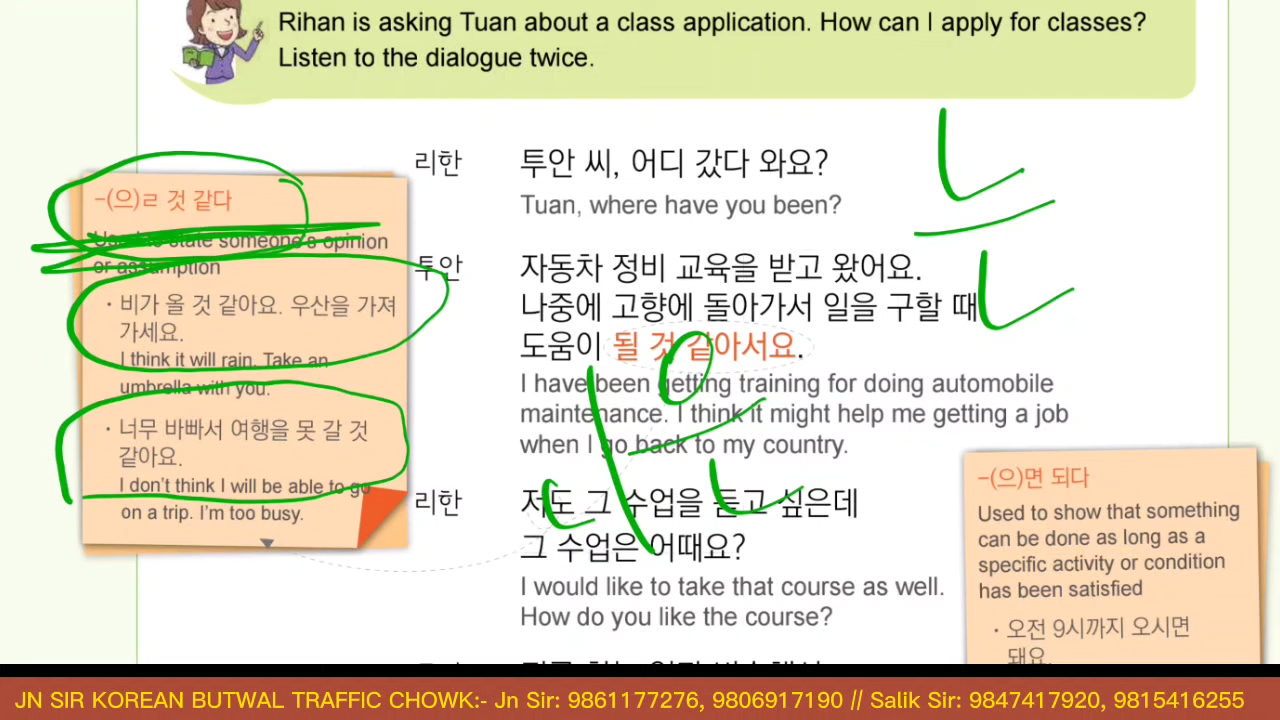 Rihan is asking Tuan about a class application. How can I apply for classes?
Listen to the dialogue twice.
리한 투안 씨, 어디 갔다 와요?
Tuan, where have you been?
투안 자동차 정비 교육을 받고 왔어요.
나중에 고향에 돌아가서 일을 구할 때
도움이 될 것 같아서요.
I have been getting training for doing automobile
maintenance. I think it might help me getting a job
when I go back to my country.
리한 저도 그 수업을 듣고 싶은데
그 수업은 어때요?
I would like to take that course as well.
How do you like the course?
-(으)ㄹ 것 같다
Used to state someone's opinion
or assumption
· 비가 올 것 같아요. 우산을 가져
가세요.
I think it will rain. Take an
umbrella with you.
· 너무 바빠서 여행을 못 갈 것
같아요.
I don't think I will be able to go
on a trip. I'm too busy.
-(으)면 되다
Used to show that something
can be done as long as a
specific activity or condition
has been satisfied
· 오전 9시까지 오시면
돼요.
ㄴ
ㄴ
은
JN SIR KOREAN BUTWAL TRAFFIC CHOWK:- Jn Sir: 9861177276, 9806917190 // Salik Sir: 9847417920, 9815416255